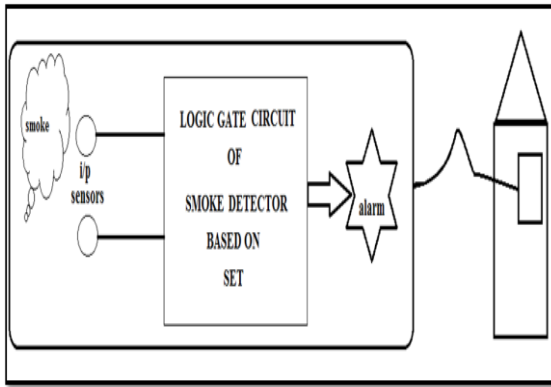 smoke
i/p
sensors
LOGIC GATE CIRCUIT
OF
SMOKE DETECTOR
BASED ON
SET
alarm